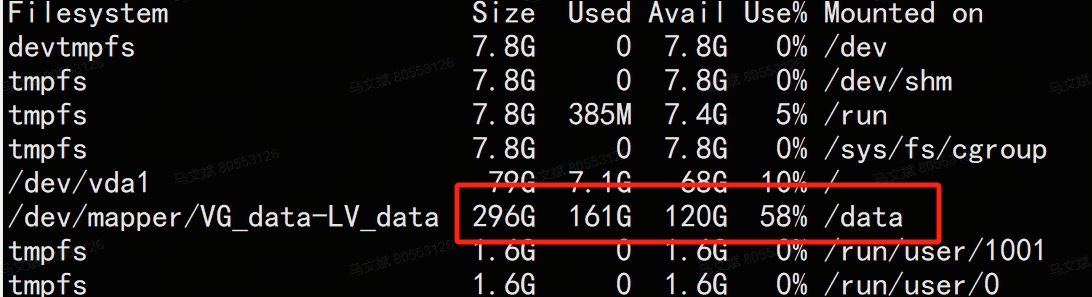 Filesystem Size Used Avail Use% Mounted on
devtmpfs 7.8G 0 7.8G 0% /dev
tmpfs 7.8G 0 7.8G 0% /dev/shm
tmpfs 7.8G 385M 7.4G 5% /run
tmpfs 7.8G 0 7.8G 0% /sys/fs/cgroup
/dev/vda1 79G 7.1G 68G 10% /
/dev/mapper/VG_data-LV_data 296G 161G 120G 58% /data
tmpfs 1.6G 0 1.6G 0% /run/user/1001
tmpfs 1.6G 0 1.6G 0% /run/user/0
马文斌 80553126